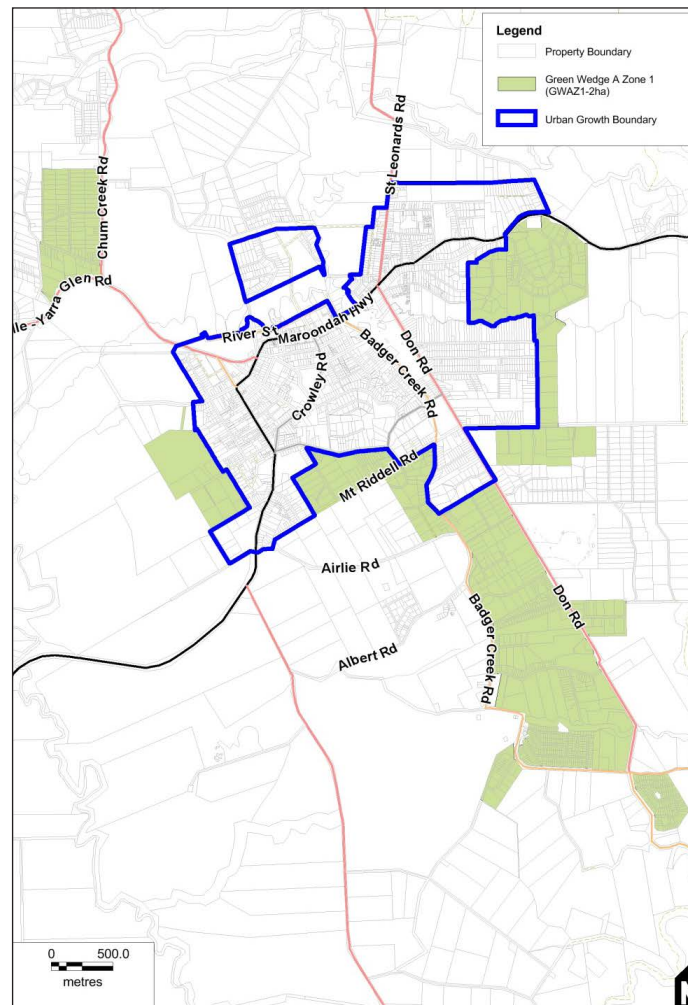 Legend
Property Boundary
Green Wedge A Zone 1
(GWAZ1-2ha)
Urban Growth Boundary
St Leonards Rd
Chum Creek Rd
lle - Yarra Glen Rd
River St
Maroondah Hwy
Don Rd
Badger Creek Rd
Crowley Rd
Mt Riddell Rd
Airlie Rd
Don Rd
Badger Creek Rd
Albert Rd
0 500.0
metres